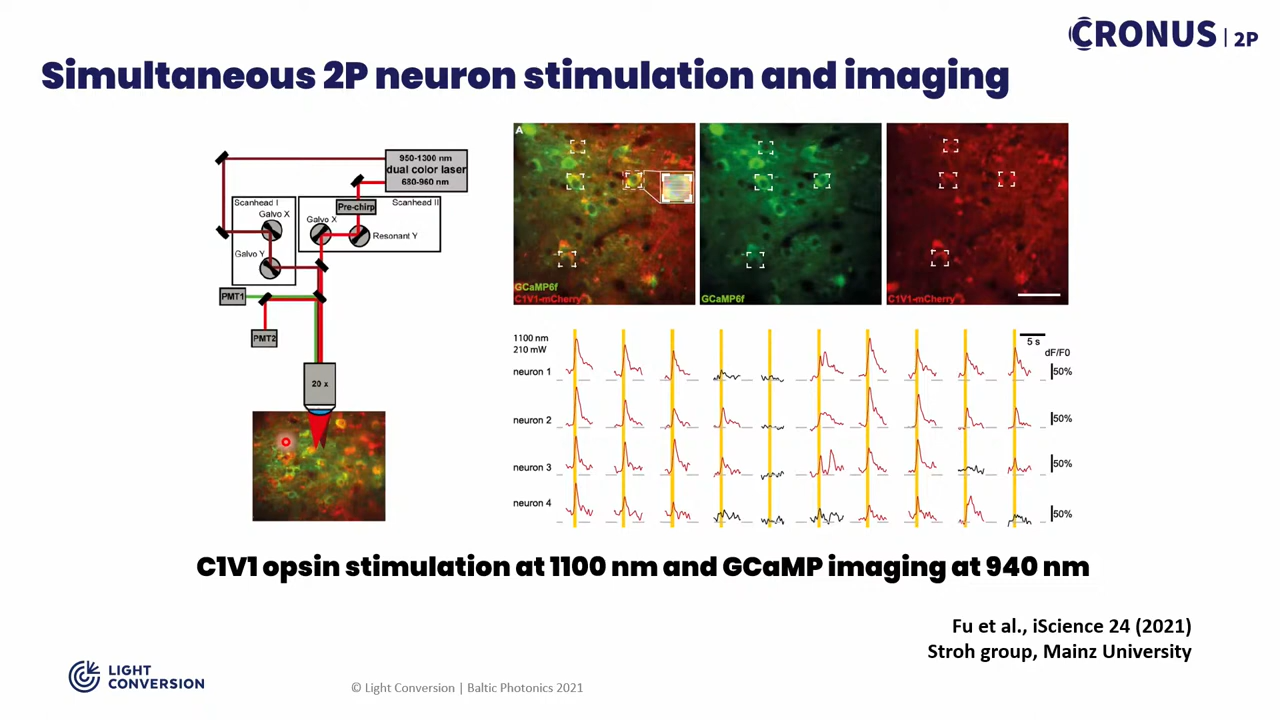 CRONUS | 2P
Simultaneous 2P neuron stimulation and imaging
950-1300 nm
dual color laser
680-960 nm
Pre-chirp
Scanhead I
Galvo X
Galvo Y
Scanhead II
Galvo X
Resonant Y
PMT1
PMT2
20 x
A
GCaMP6f
C1V1-mCherry
GCaMP6f
C1V1-mCherry
1100 nm
210 mW
5 s
dF/F0
neuron 1
50%
neuron 2
50%
neuron 3
50%
neuron 4
50%
C1V1 opsin stimulation at 1100 nm and GCaMP imaging at 940 nm
Fu et al., iScience 24 (2021)
Stroh group, Mainz University
LIGHT
CONVERSION
© Light Conversion | Baltic Photonics 2021